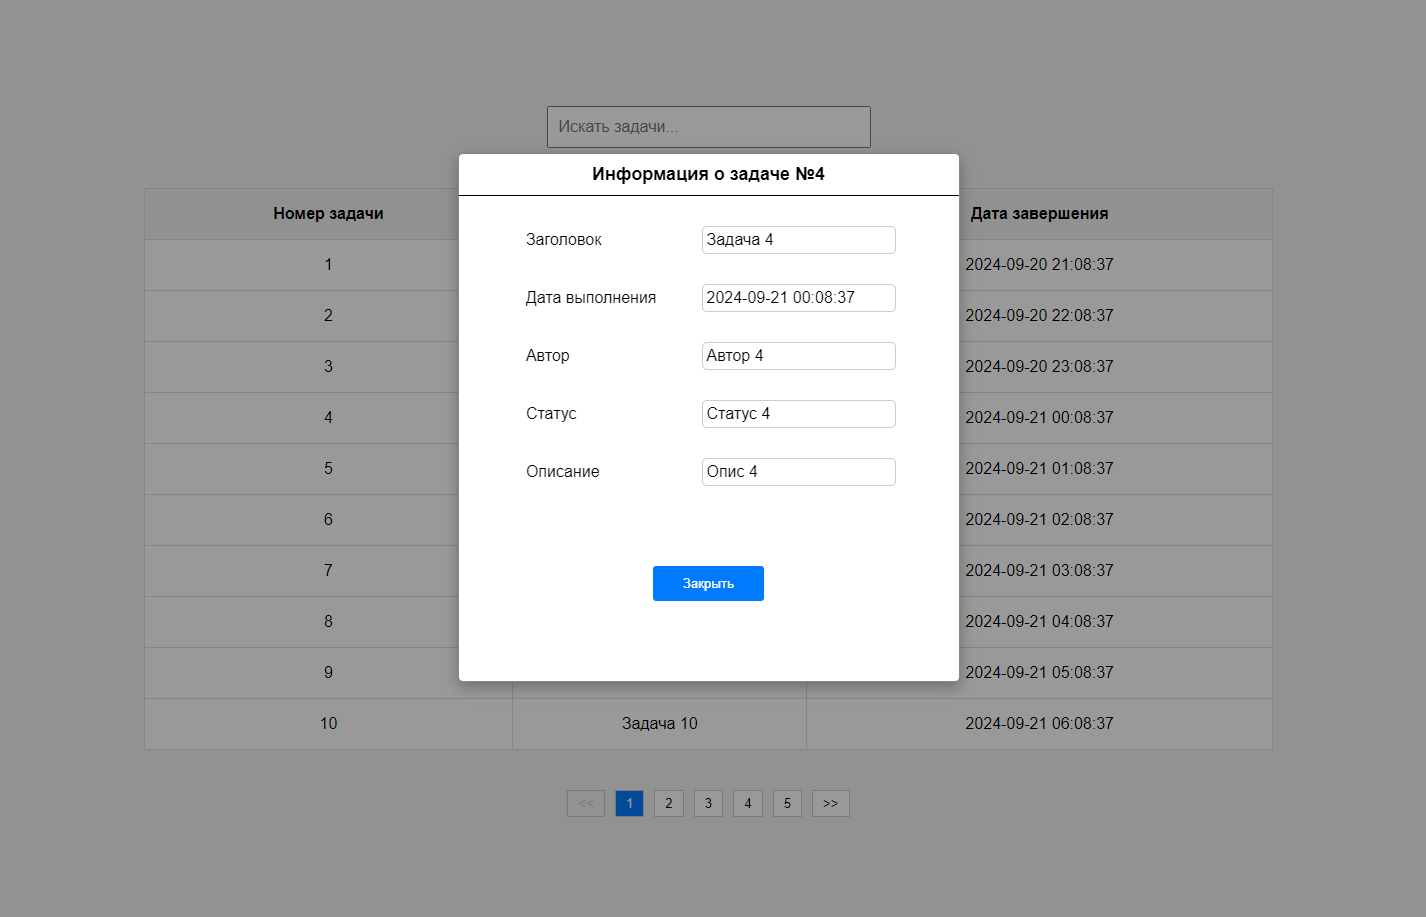 Искать задачи...
Информация о задаче №4
Номер задачи
Дата завершения
Заголовок Задача 4
1 2024-09-20 21:08:37
Дата выполнения 2024-09-21 00:08:37
2 2024-09-20 22:08:37
Автор Автор 4
3 2024-09-20 23:08:37
Статус Статус 4
4 2024-09-21 00:08:37
Описание Опис 4
5 2024-09-21 01:08:37
6 2024-09-21 02:08:37
7 2024-09-21 03:08:37
Закрыть
8 2024-09-21 04:08:37
9 2024-09-21 05:08:37
10 Задача 10 2024-09-21 06:08:37
<< 1 2 3 4 5 >>